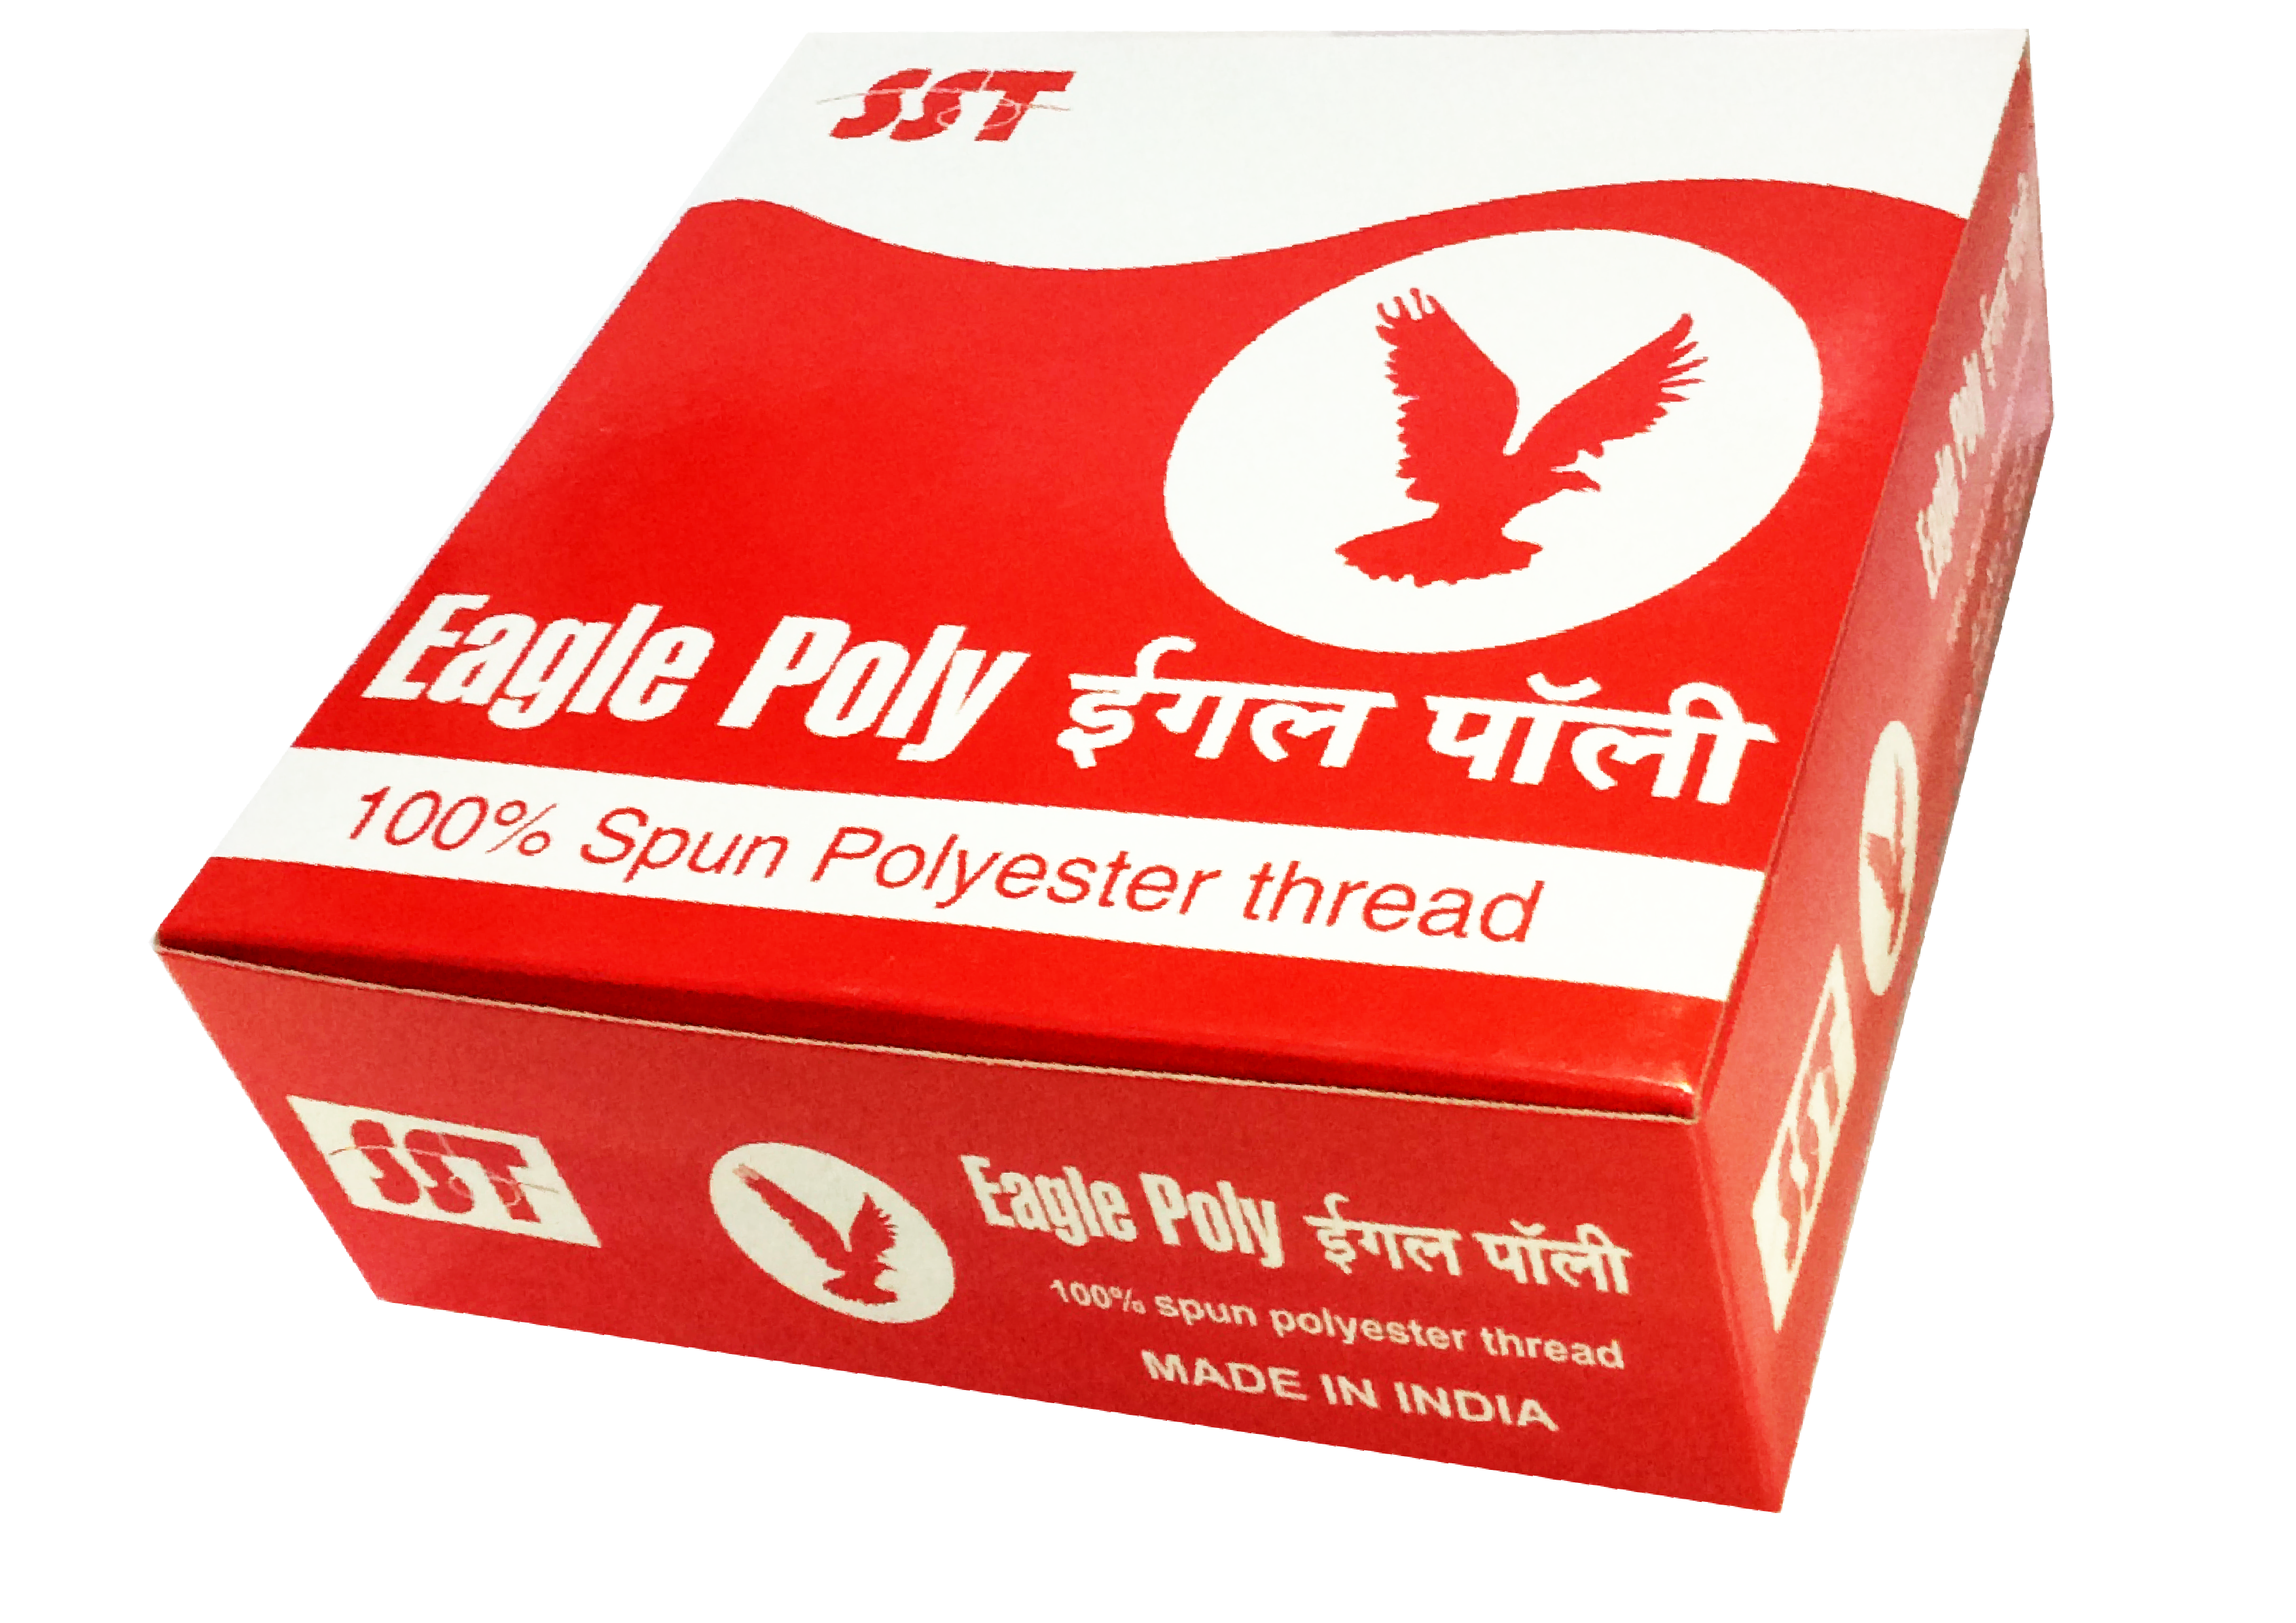 SST
Eagle Poly ईगल पॉली
100% Spun Polyester thread
SST
Eagle Poly ईगल पॉली
100% spun polyester thread
MADE IN INDIA
SST